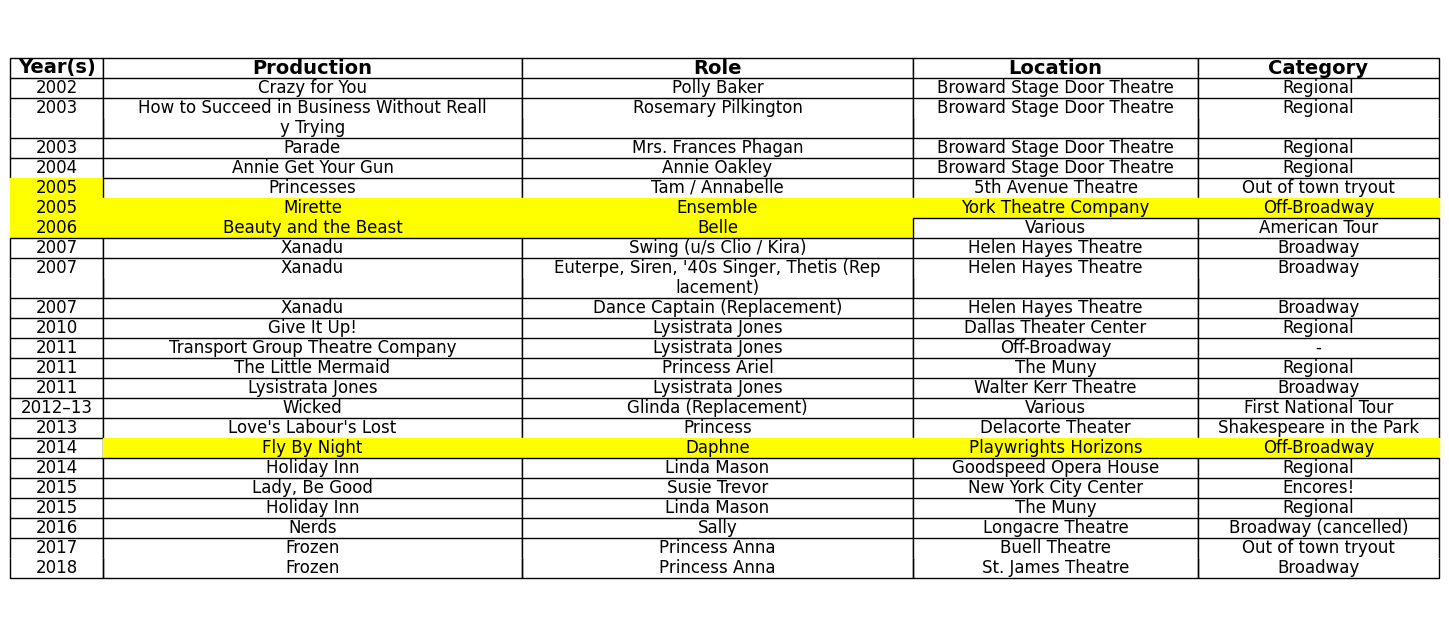 Year(s) Production Role Location Category
2002 Crazy for You Polly Baker Broward Stage Door Theatre Regional
2003 How to Succeed in Business Without Reall Rosemary Pilkington Broward Stage Door Theatre Regional
y Trying
2003 Parade Mrs. Frances Phagan Broward Stage Door Theatre Regional
2004 Annie Get Your Gun Annie Oakley Broward Stage Door Theatre Regional
2005 Princesses Tam / Annabelle 5th Avenue Theatre Out of town tryout
2005 Mirette Ensemble York Theatre Company Off-Broadway
2006 Beauty and the Beast Belle Various American Tour
2007 Xanadu Swing (u/s Clio / Kira) Helen Hayes Theatre Broadway
2007 Xanadu Euterpe, Siren, '40s Singer, Thetis (Rep Helen Hayes Theatre Broadway
lacement)
2007 Xanadu Dance Captain (Replacement) Helen Hayes Theatre Broadway
2010 Give It Up! Lysistrata Jones Dallas Theater Center Regional
2011 Transport Group Theatre Company Lysistrata Jones Off-Broadway -
2011 The Little Mermaid Princess Ariel The Muny Regional
2011 Lysistrata Jones Lysistrata Jones Walter Kerr Theatre Broadway
2012–13 Wicked Glinda (Replacement) Various First National Tour
2013 Love's Labour's Lost Princess Delacorte Theater Shakespeare in the Park
2014 Fly By Night Daphne Playwrights Horizons Off-Broadway
2014 Holiday Inn Linda Mason Goodspeed Opera House Regional
2015 Lady, Be Good Susie Trevor New York City Center Encores!
2015 Holiday Inn Linda Mason The Muny Regional
2016 Nerds Sally Longacre Theatre Broadway (cancelled)
2017 Frozen Princess Anna Buell Theatre Out of town tryout
2018 Frozen Princess Anna St. James Theatre Broadway